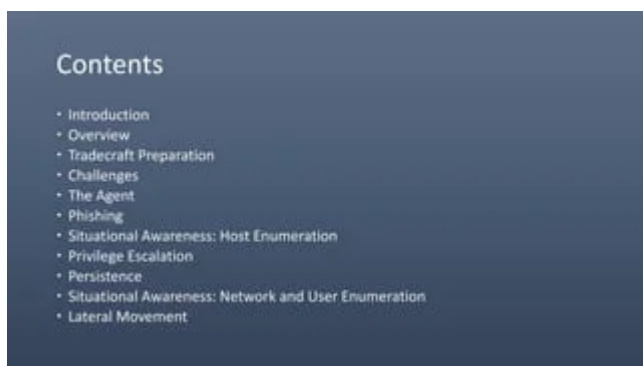 Contents
• Introduction
• Overview
• Tradecraft Preparation
• Challenges
• The Agent
• Phishing
• Situational Awareness: Host Enumeration
• Privilege Escalation
• Persistence
• Situational Awareness: Network and User Enumeration
• Lateral Movement